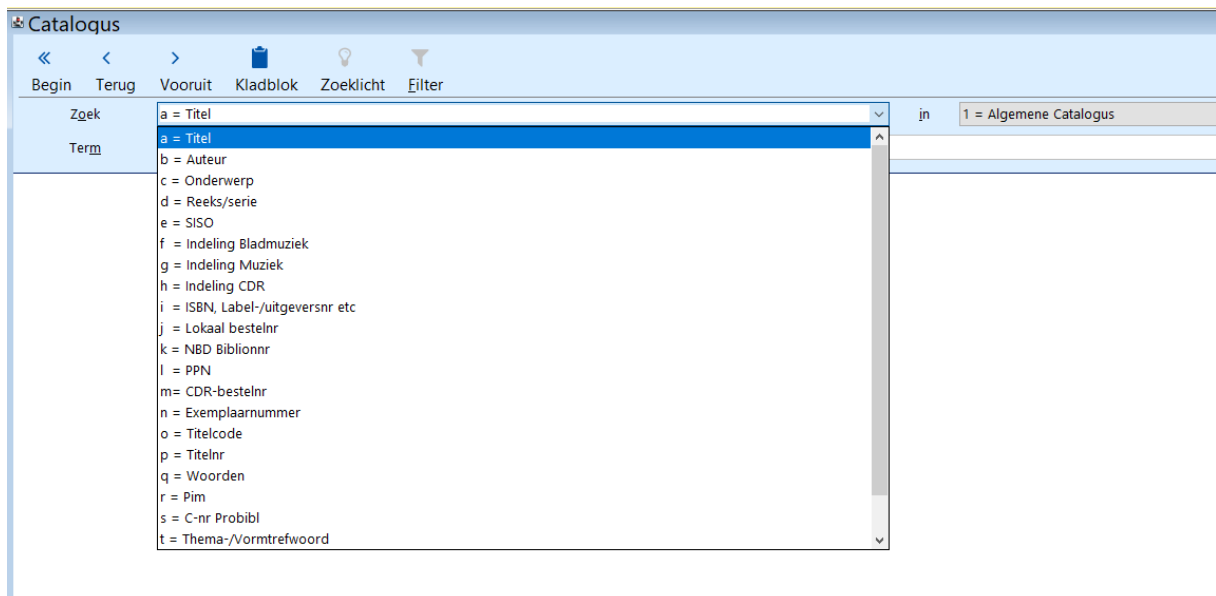 Catalogus
Begin Terug Vooruit Kladblok Zoeklicht Filter
Zoek a = Titel in 1 = Algemene Catalogus
Term
a = Titel
b = Auteur
c = Onderwerp
d = Reeks/serie
e = SISO
f = Indeling Bladmuziek
g = Indeling Muziek
h = Indeling CDR
i = ISBN, Label-/uitgeversnr etc
j = Lokaal bestelnr
k = NBD Biblionnr
l = PPN
m= CDR-bestelnr
n = Exemplaarnummer
o = Titelcode
p = Titelnr
q = Woorden
r = Pim
s = C-nr Probibl
t = Thema-/Vormtrefwoord